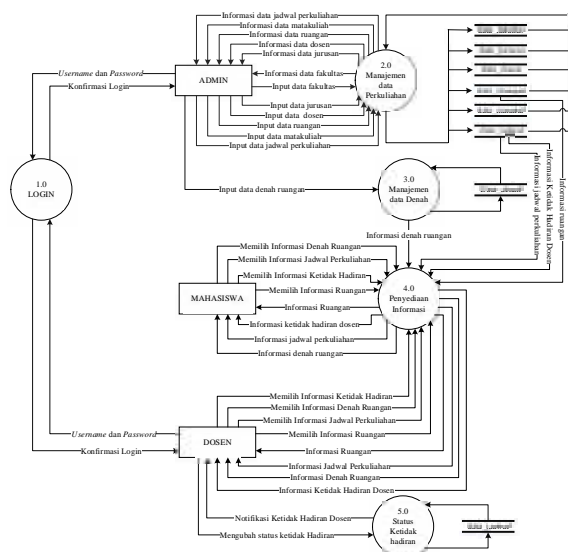 Informasi data jadwal perkuliahan
Informasi data matakuliah
Informasi data ruangan
Informasi data dosen
Informasi data jurusan
Username dan Password
Konfirmasi Login
ADMIN
Informasi data fakultas
Input data fakultas
2.0
Manajemen
data
Perkuliahan
Input data jurusan
Input data dosen
Input data ruangan
Input data matakuliah
Input data jadwal perkuliahan
1.0
LOGIN
Input data denah ruangan
3.0
Manajemen
data Denah
Informasi jadwal perkuliahan
Informasi Ketidak Hadiran Dosen
Informasi ruangan
Informasi denah ruangan
Memilih Informasi Denah Ruangan
Memilih Informasi Jadwal Perkuliahan
Memilih Informasi Ketidak Hadiran
Memilih Informasi Ruangan
MAHASISWA
Informasi Ruangan
Informasi ketidak hadiran dosen
Informasi jadwal perkuliahan
Informasi denah ruangan
4.0
Penyediaan
Informasi
Memilih Informasi Ketidak Hadiran
Memilih Informasi Denah Ruangan
Memilih Informasi Jadwal Perkuliahan
Username dan Password
Memilih Informasi Ruangan
DOSEN
Konfirmasi Login
Informasi Ruangan
Informasi Jadwal Perkuliahan
Informasi Denah Ruangan
Informasi Ketidak Hadiran Dosen
Notifikasi Ketidak Hadiran Dosen
Mengubah status ketidak Hadiran
5.0
Status
Ketidak
hadiran